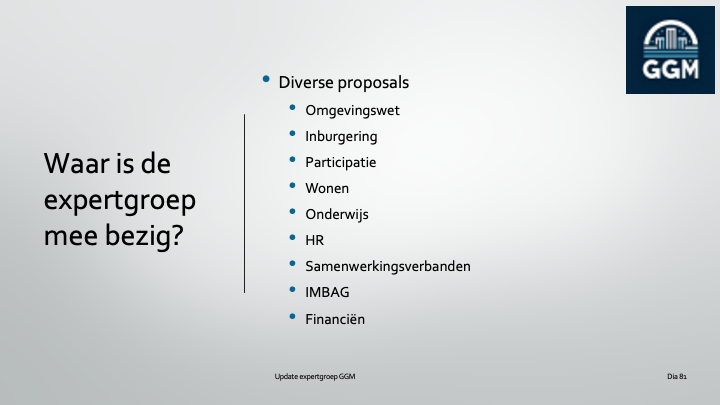 GGM
Waar is de
expertgroep
mee bezig?
• Diverse proposals
• Omgevingswet
• Inburgering
• Participatie
• Wonen
• Onderwijs
• HR
• Samenwerkingsverbanden
• IMBAG
• Financiën
Update expertgroep GGM
Dia 81